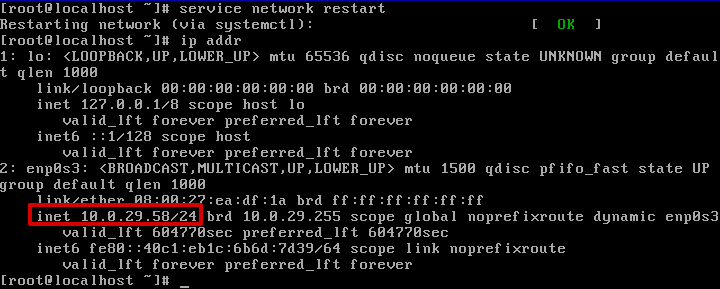 [root@localhost ~]# service network restart
Restarting network (via systemctl):                        [  OK  ]
[root@localhost ~]# ip addr
1: lo: <LOOPBACK,UP,LOWER_UP> mtu 65536 qdisc noqueue state UNKNOWN group defaul
t qlen 1000
    link/loopback 00:00:00:00:00:00 brd 00:00:00:00:00:00
    inet 127.0.0.1/8 scope host lo
       valid_lft forever preferred_lft forever
    inet6 ::1/128 scope host
       valid_lft forever preferred_lft forever
2: enp0s3: <BROADCAST,MULTICAST,UP,LOWER_UP> mtu 1500 qdisc pfifo_fast state UP
group default qlen 1000
    link/ether 08:00:27:ea:df:1a brd ff:ff:ff:ff:ff:ff
    inet 10.0.29.58/24 brd 10.0.29.255 scope global noprefixroute dynamic enp0s3
       valid_lft 604770sec preferred_lft 604770sec
    inet6 fe80::40c1:eb1c:6b6d:7d39/64 scope link noprefixroute
       valid_lft forever preferred_lft forever
[root@localhost ~]# _